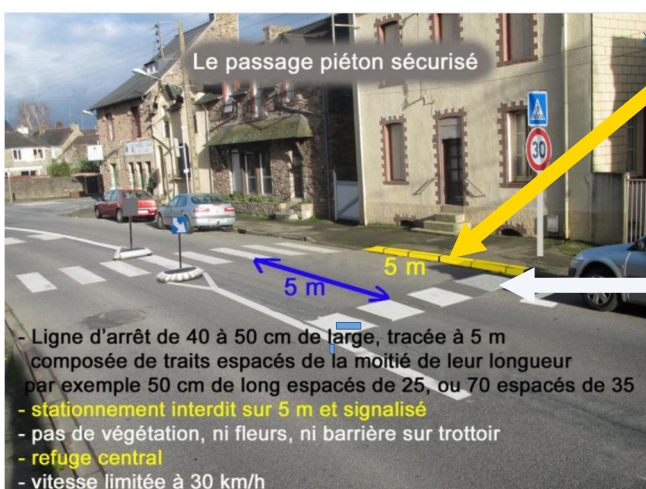 Le passage piéton sécurisé
30
5 m
5 m
- Ligne d'arrêt de 40 à 50 cm de large, tracée à 5 m
composée de traits espacés de la moitié de leur longueur
par exemple 50 cm de long espacés de 25, ou 70 espacés de 35
- stationnement interdit sur 5 m et signalisé
- pas de végétation, ni fleurs, ni barrière sur trottoir
- refuge central
- vitesse limitée à 30 km/h